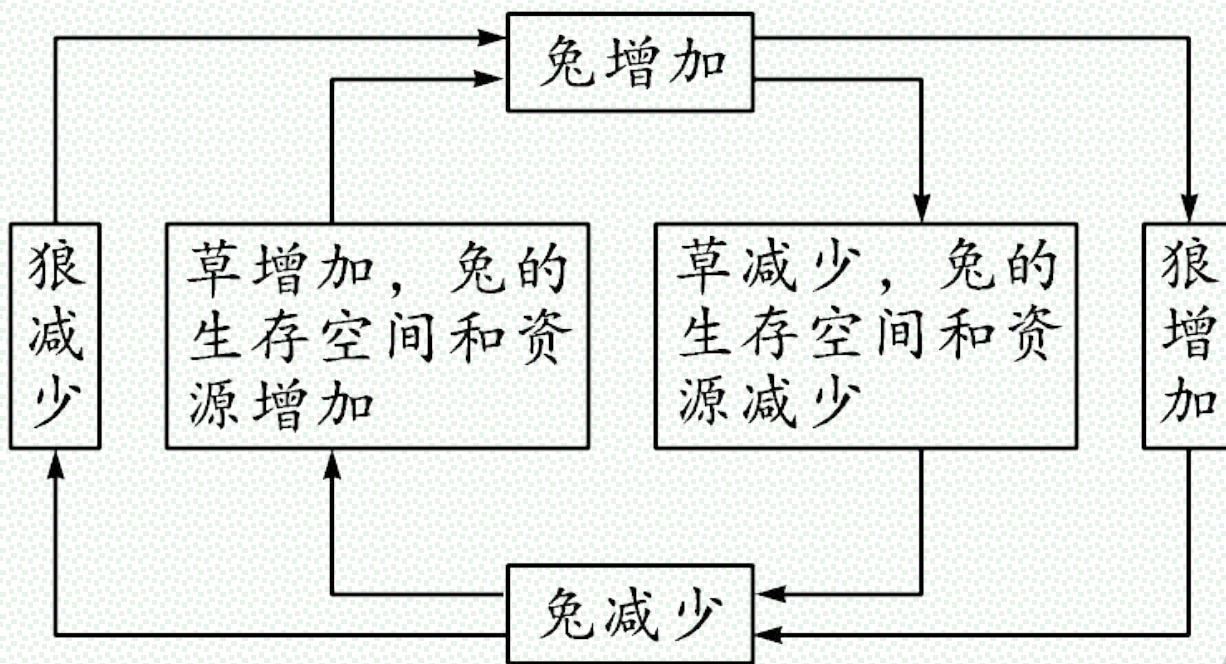 兔增加
狼
减
少
草增加，兔的
生存空间和资
源增加
草减少，兔的
生存空间和资
源减少
狼
增
加
兔减少